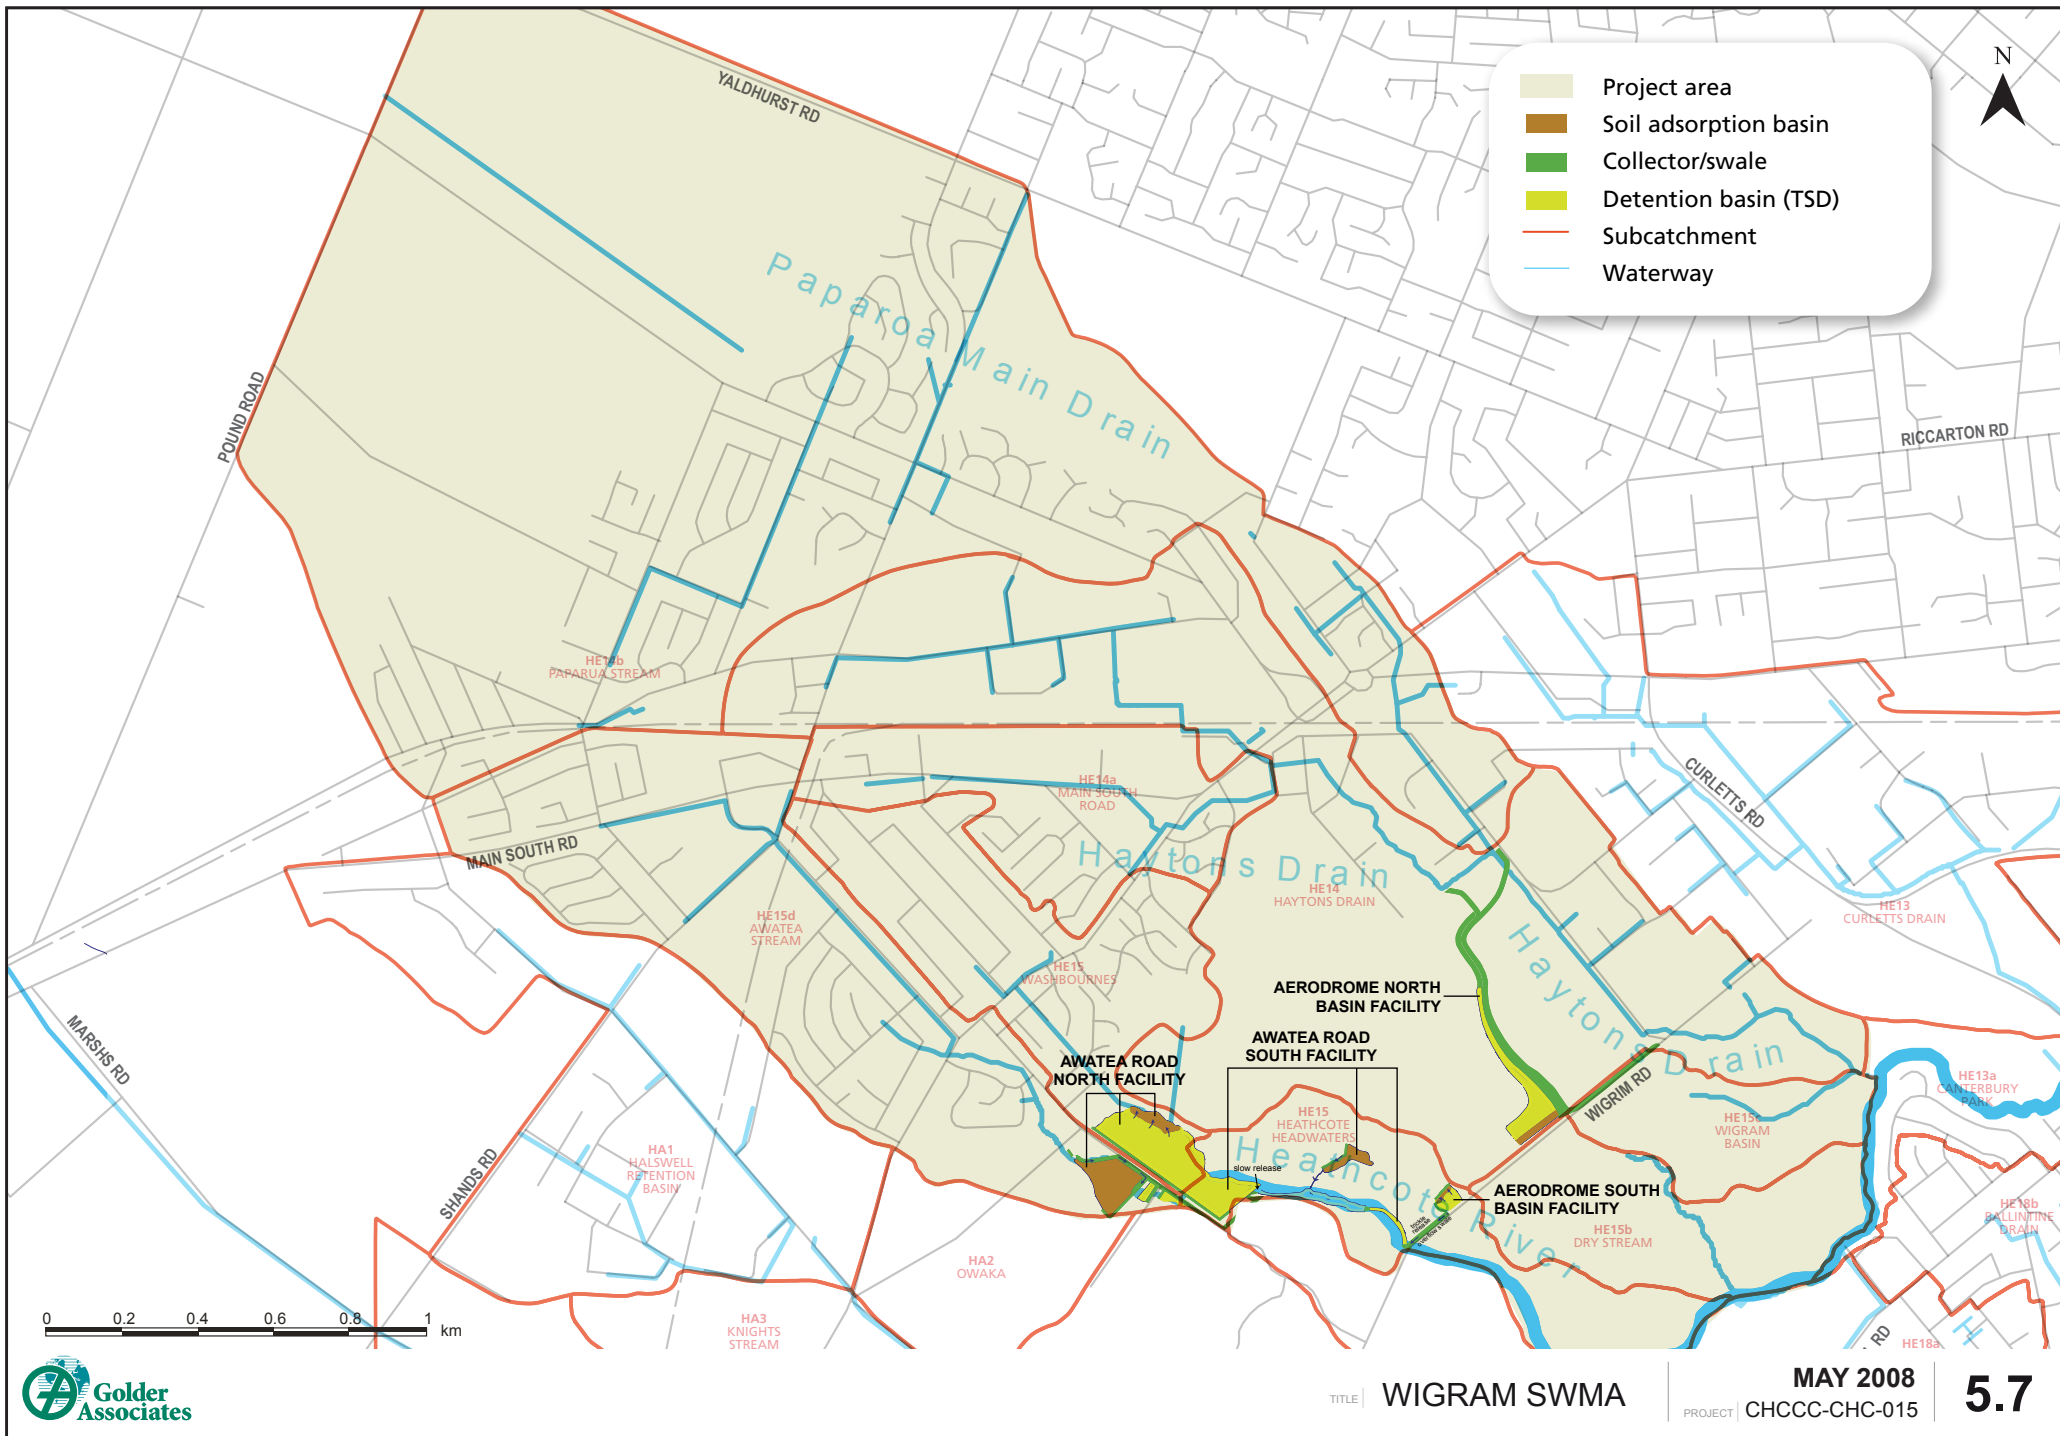 YALDHURST RD
Project area
Soil adsorption basin
Collector/swale
Detention basin (TSD)
Subcatchment
Waterway
N
Paparoa Main Drain
POUND ROAD
RICCARTON RD
HE14b
PAPARUA STREAM
HE14a
MAIN SOUTH
ROAD
CURLETTS RD
MAIN SOUTH RD
Haytons Drain
HE14
HAYTONS DRAIN
HE13
CURLETTS DRAIN
HE15d
AWATEA
STREAM
HE15
WASHBOURNES
Haytons Drain
AERODROME NORTH
BASIN FACILITY
AWATEA ROAD
SOUTH FACILITY
AWATEA ROAD
NORTH FACILITY
MARSHS RD
WIGRIM RD
HE13a
CANTERBURY
PARK
HE15
HEATHCOTE
HEADWATERS
HE15c
WIGRAM
BASIN
HA1
HALSWELL
RETENTION
BASIN
SHANDS RD
Heathcote River
slow release
trickle
release
overflow swale
AERODROME SOUTH
BASIN FACILITY
HE15b
DRY STREAM
HE18b
BALLINTINE
DRAIN
HA2
OWAKA
HA3
KNIGHTS
STREAM
RD
HE18a
H
0 0.2 0.4 0.6 0.8 1
km
Golder
Associates
TITLE WIGRAM SWMA
MAY 2008
PROJECT CHCCC-CHC-015
5.7